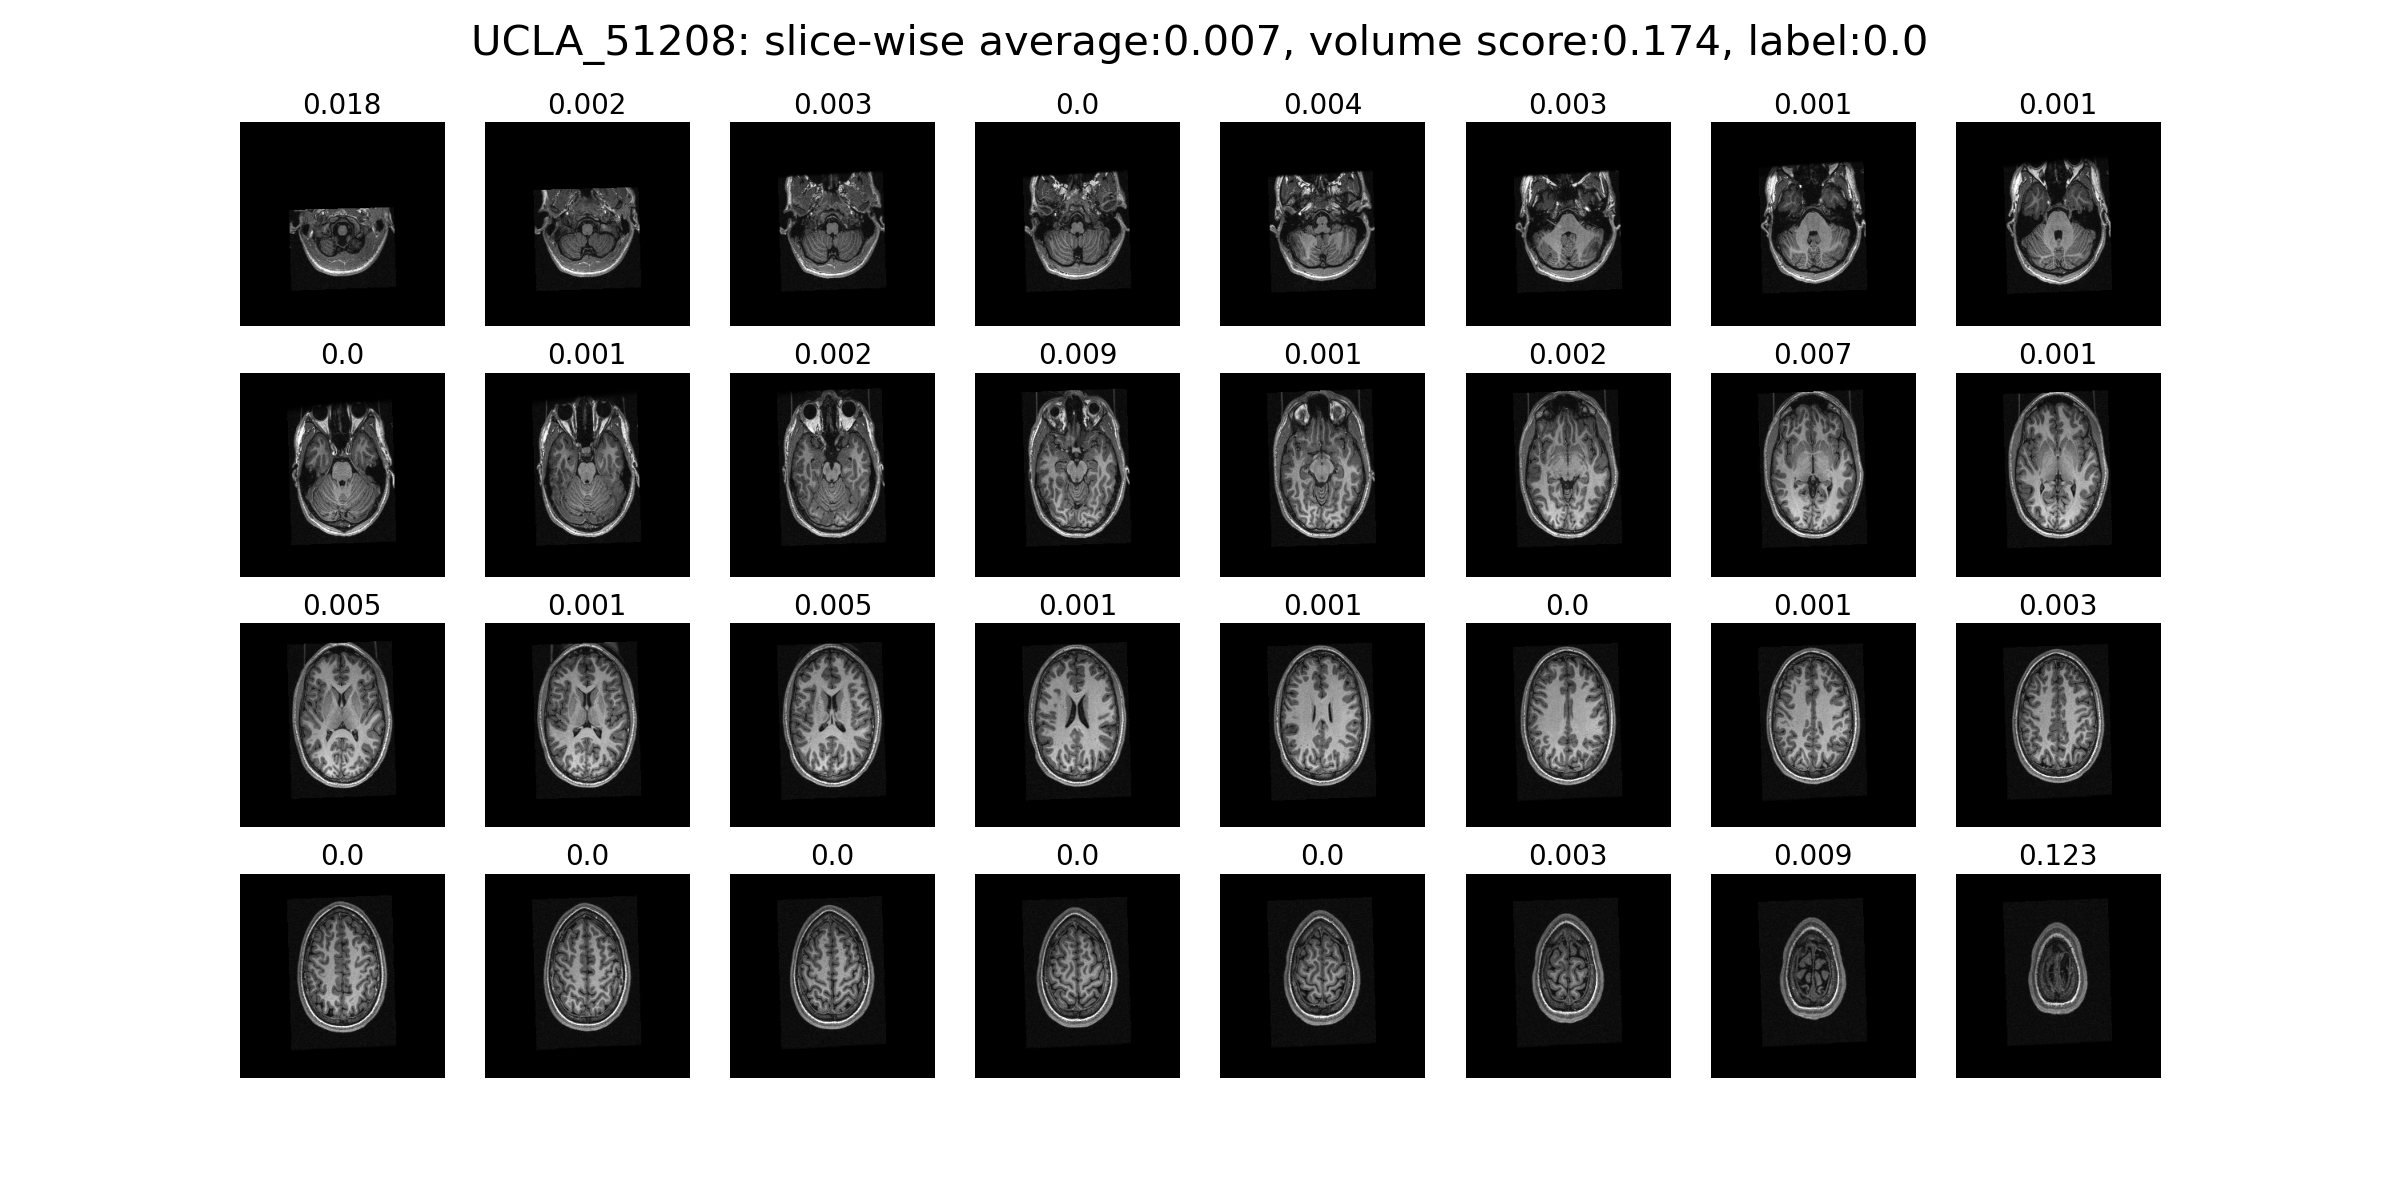 UCLA_51208: slice-wise average:0.007, volume score:0.174, label:0.0
0.018 0.002 0.003 0.0 0.004 0.003 0.001 0.001
0.0 0.001 0.002 0.009 0.001 0.002 0.007 0.001
0.005 0.001 0.005 0.001 0.001 0.0 0.001 0.003
0.0 0.0 0.0 0.0 0.0 0.003 0.009 0.123